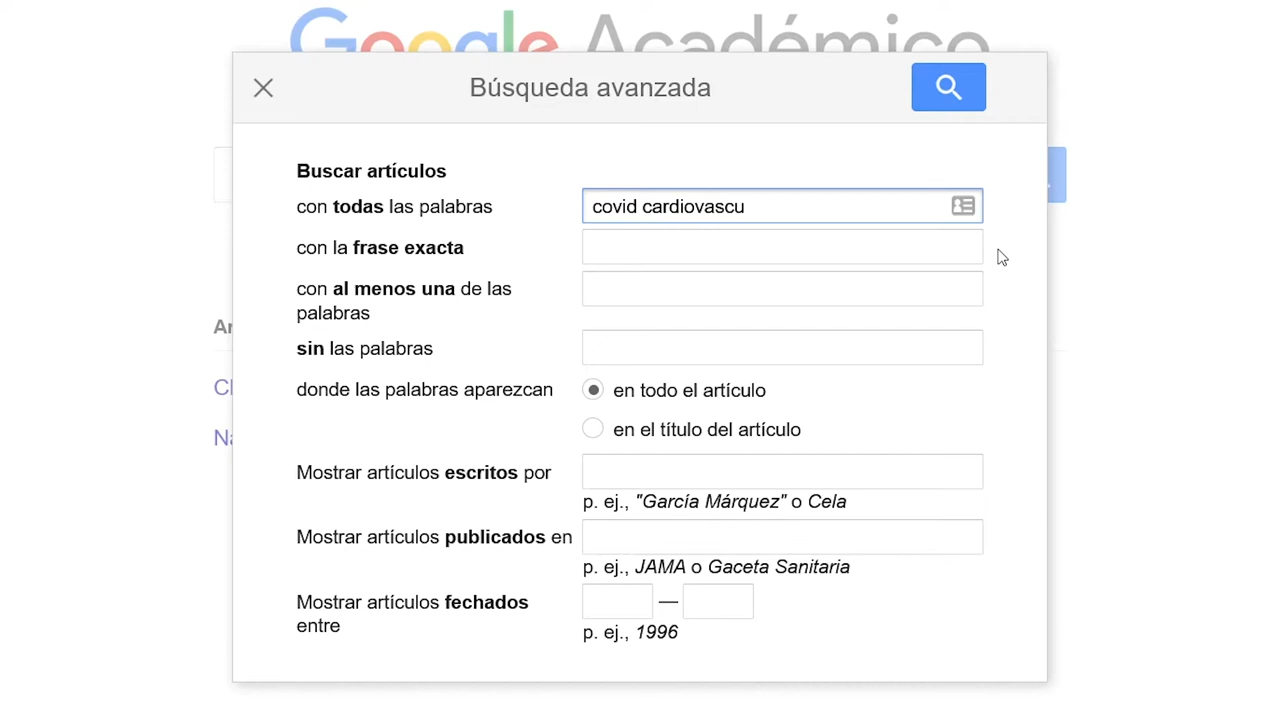 Google Académico
Búsqueda avanzada
Buscar artículos
con todas las palabras
covid cardiovascu
con la frase exacta
con al menos una de las
palabras
sin las palabras
donde las palabras aparezcan
en todo el artículo
en el título del artículo
Mostrar artículos escritos por
p. ej., "García Márquez" o Cela
Mostrar artículos publicados en
p. ej., JAMA o Gaceta Sanitaria
Mostrar artículos fechados
entre
—
p. ej., 1996